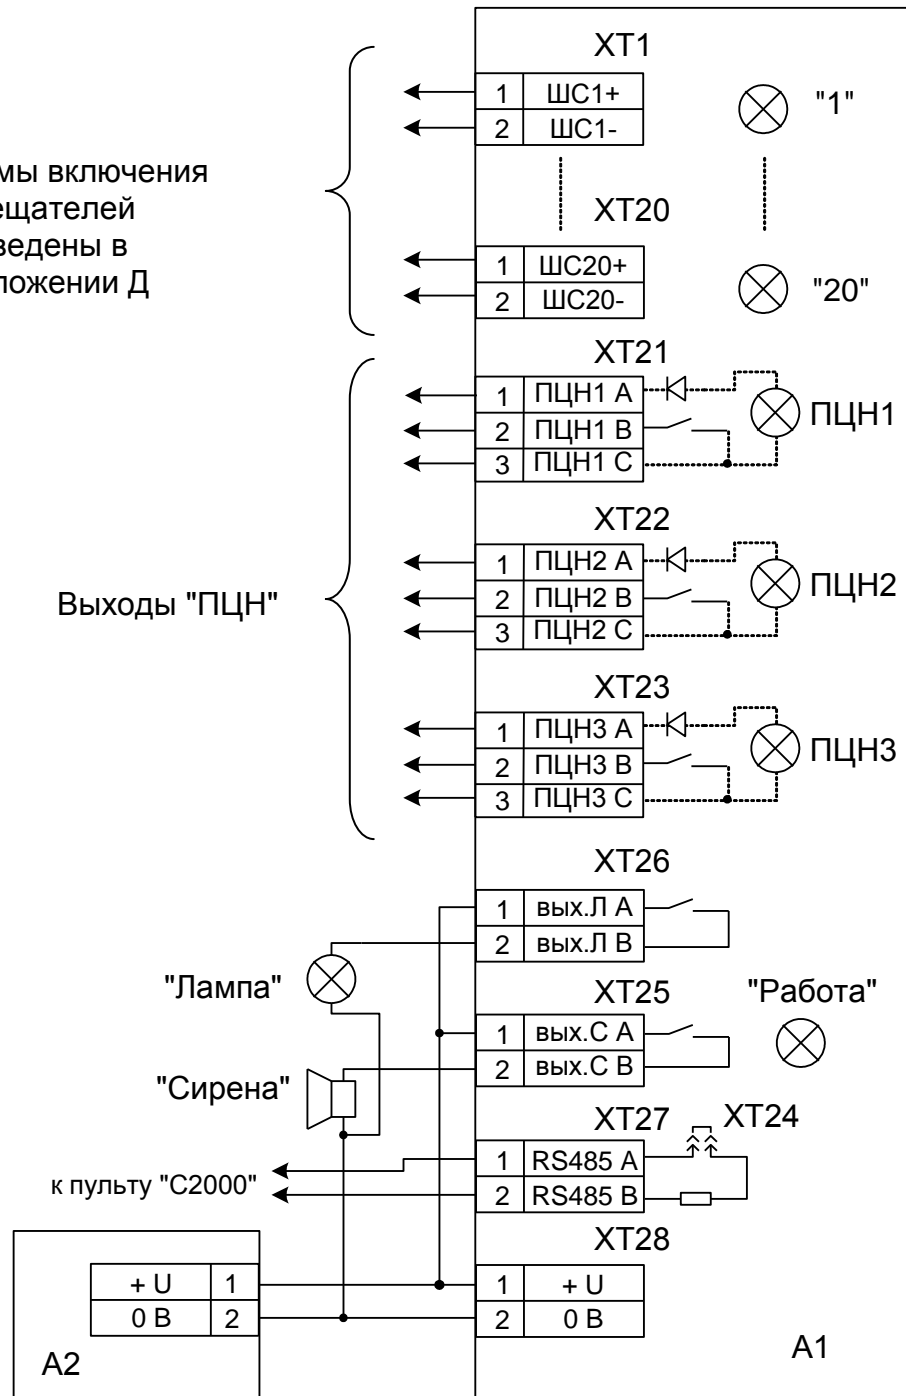 XT1
1 ШС1+
2 ШС1-
"1"
мы включения
ещателей
ведены в
ложении Д
XT20
1 ШС20+
2 ШС20-
"20"
XT21
1 ПЦН1 А
2 ПЦН1 В
3 ПЦН1 С
ПЦН1
XT22
1 ПЦН2 А
2 ПЦН2 В
3 ПЦН2 С
ПЦН2
Выходы "ПЦН"
XT23
1 ПЦН3 А
2 ПЦН3 В
3 ПЦН3 С
ПЦН3
XT26
1 вых.Л А
2 вых.Л В
"Лампа"
XT25
"Работа"
1 вых.С А
2 вых.С В
"Сирена"
XT27
XT24
1 RS485 A
2 RS485 B
к пульту "С2000"
XT28
+ U 1
0 В 2
1 + U
2 0 В
А2
А1